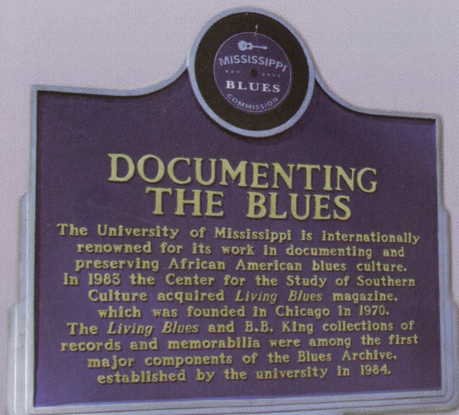 MISSISSIPPI
BLUES
COMMISSION
DOCUMENTING
THE BLUES
The University of Mississippi is internationally
renowned for its work in documenting and
preserving African American blues culture.
In 1983 the Center for the Study of Southern
Culture acquired Living Blues magazine,
which was founded in Chicago in 1970.
The Living Blues and B.B. King collections of
records and memorabilia were among the first
major components of the Blues Archive,
established by the university in 1984.